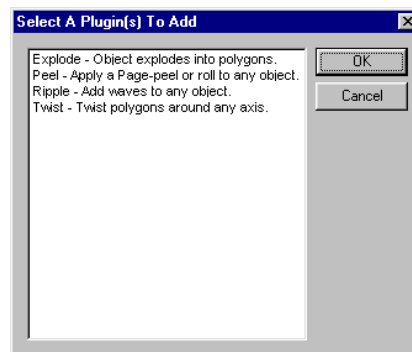 Select A Plugin(s) To Add
Explode - Object explodes into polygons.
Peel - Apply a Page-peel or roll to any object.
Ripple - Add waves to any object.
Twist - Twist polygons around any axis.
OK
Cancel